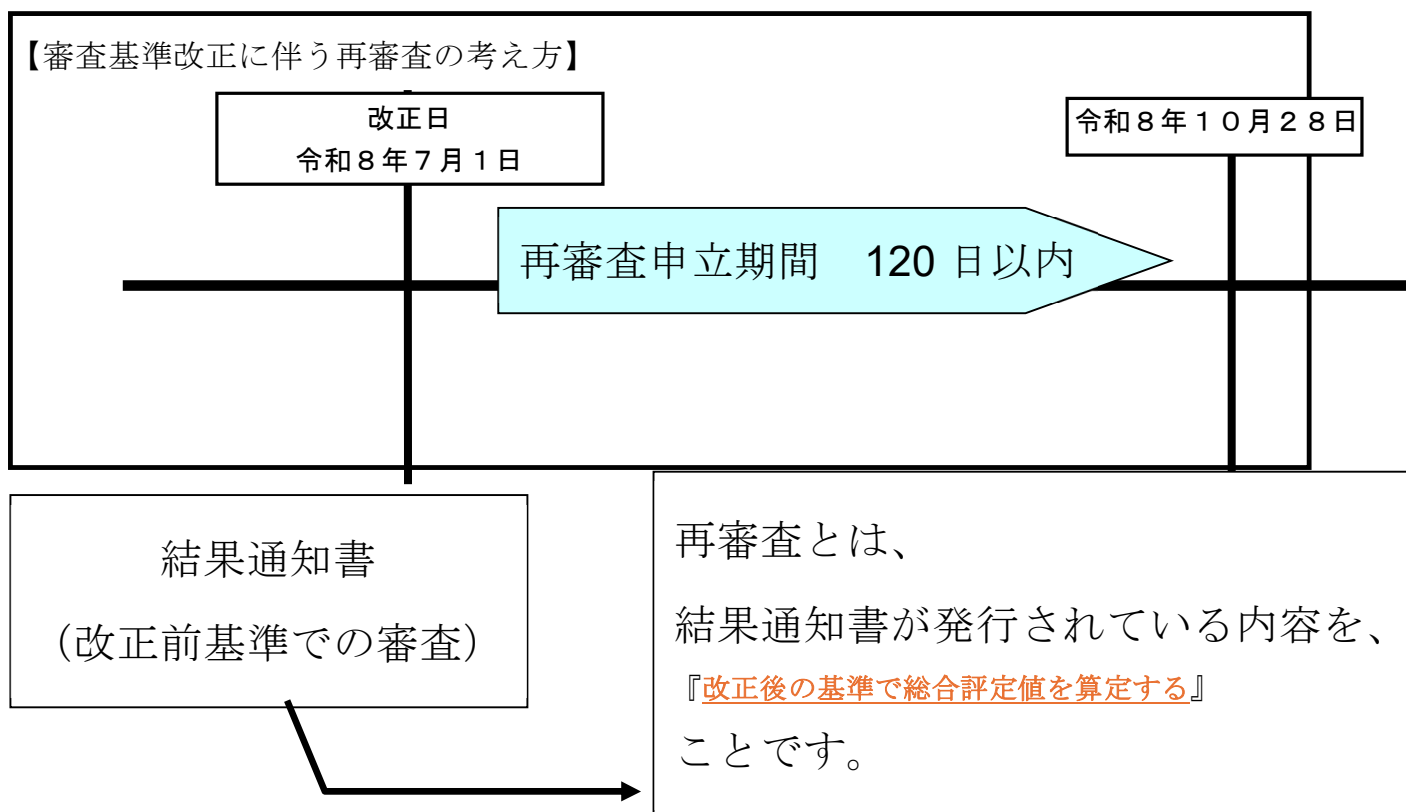 【審査基準改正に伴う再審査の考え方】
改正日
令和８年７月１日
令和８年１０月２８日
再審査申立期間　120 日以内
結果通知書
（改正前基準での審査）
再審査とは、
結果通知書が発行されている内容を、
『改正後の基準で総合評定値を算定する』
ことです。